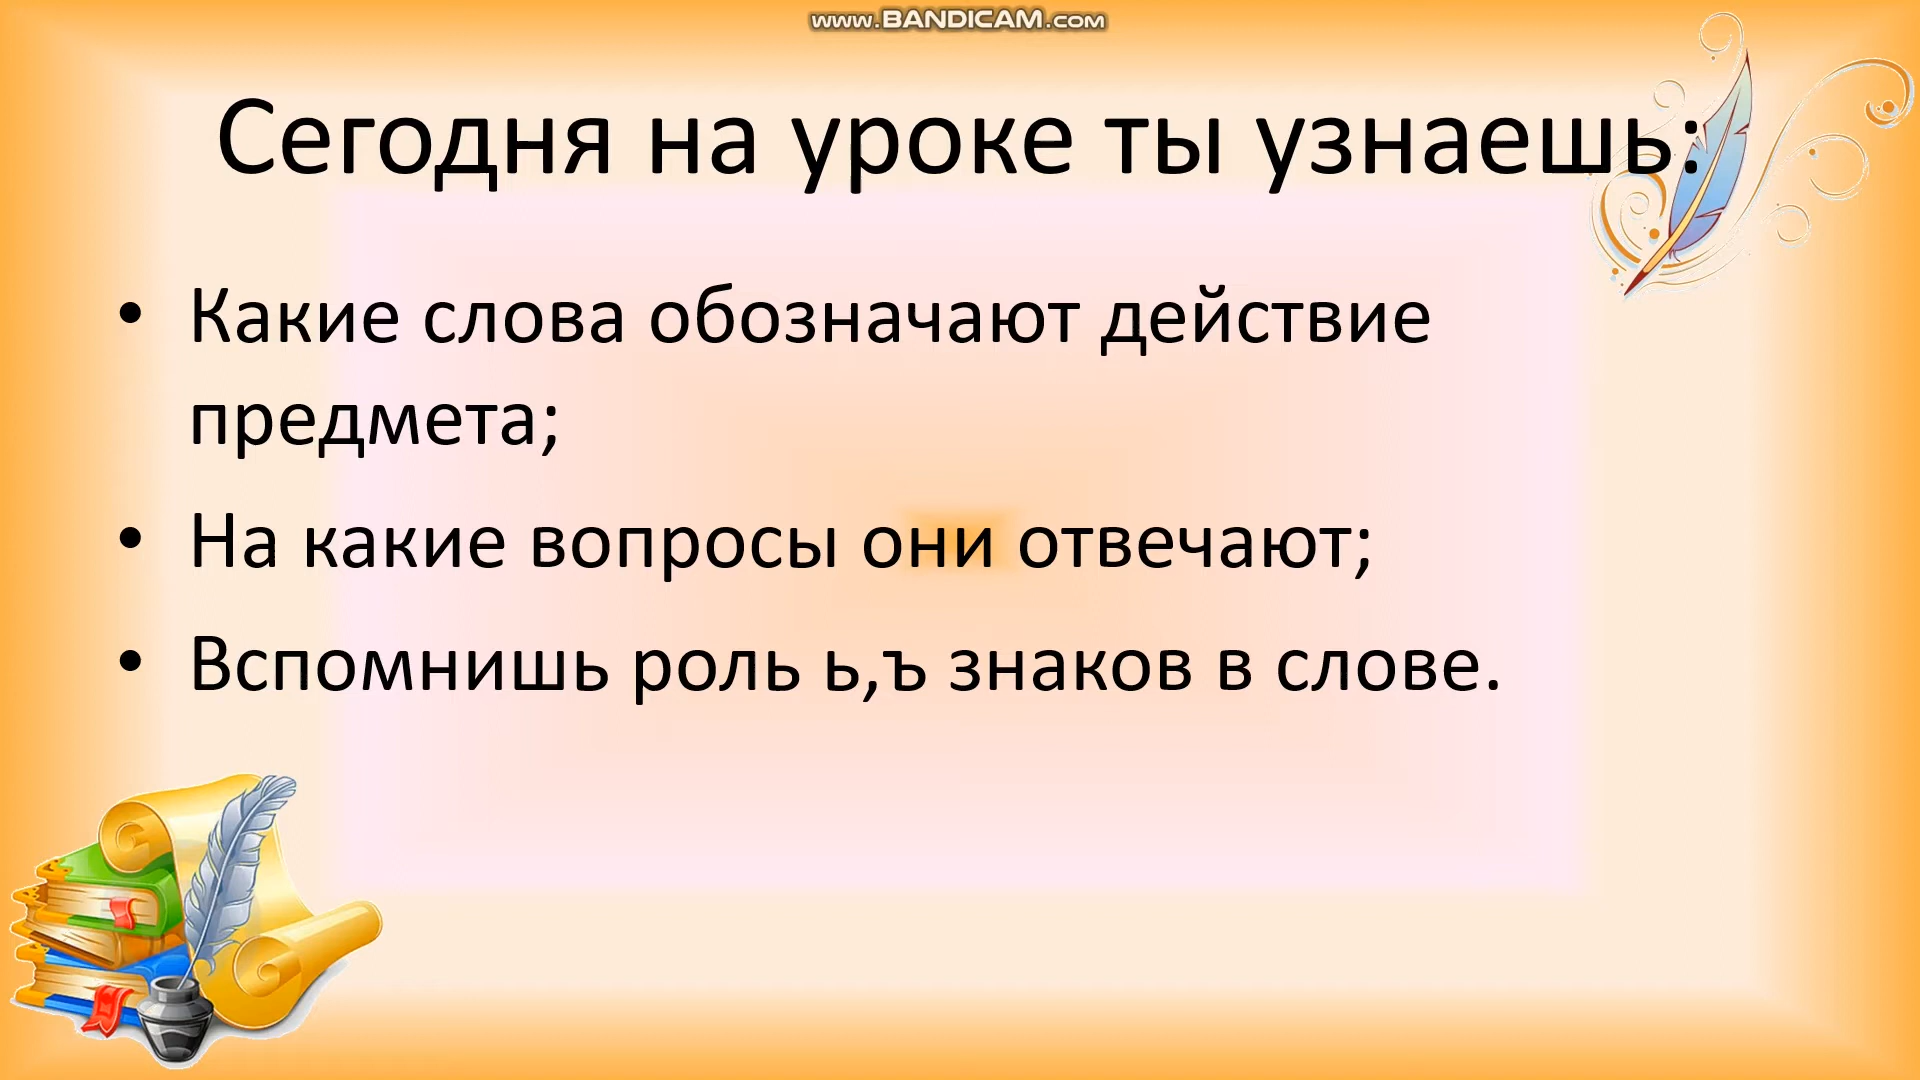 www.BANDICAM.com
Сегодня на уроке ты узнаешь:
• Какие слова обозначают действие
предмета;
• На какие вопросы они отвечают;
• Вспомнишь роль ь,ъ знаков в слове.